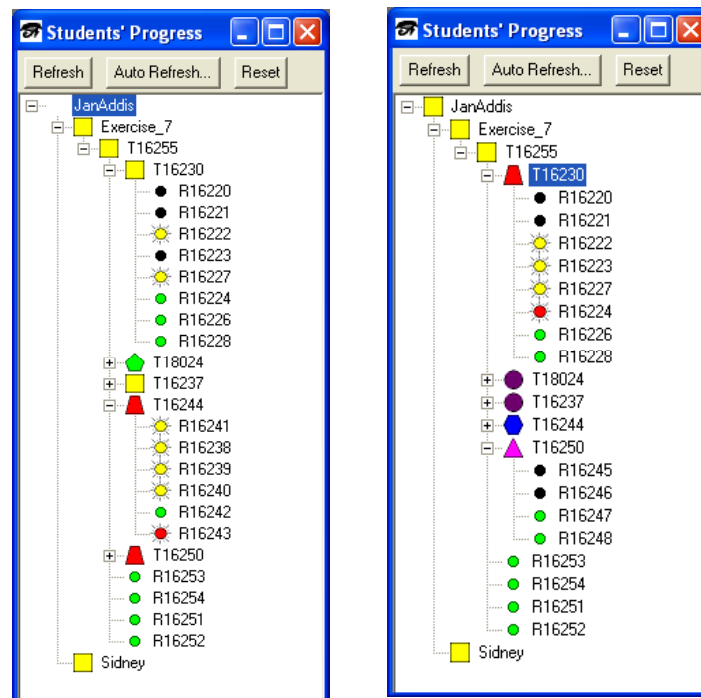 Students' Progress
Refresh Auto Refresh... Reset
JanAddis
Exercise_7
T16255
T16230
R16220
R16221
R16222
R16223
R16227
R16224
R16226
R16228
T18024
T16237
T16244
R16241
R16238
R16239
R16240
R16242
R16243
T16250
R16253
R16254
R16251
R16252
Sidney
Students' Progress
Refresh Auto Refresh... Reset
JanAddis
Exercise_7
T16255
T16230
R16220
R16221
R16222
R16223
R16227
R16224
R16226
R16228
T18024
T16237
T16244
T16250
R16245
R16246
R16247
R16248
R16253
R16254
R16251
R16252
Sidney